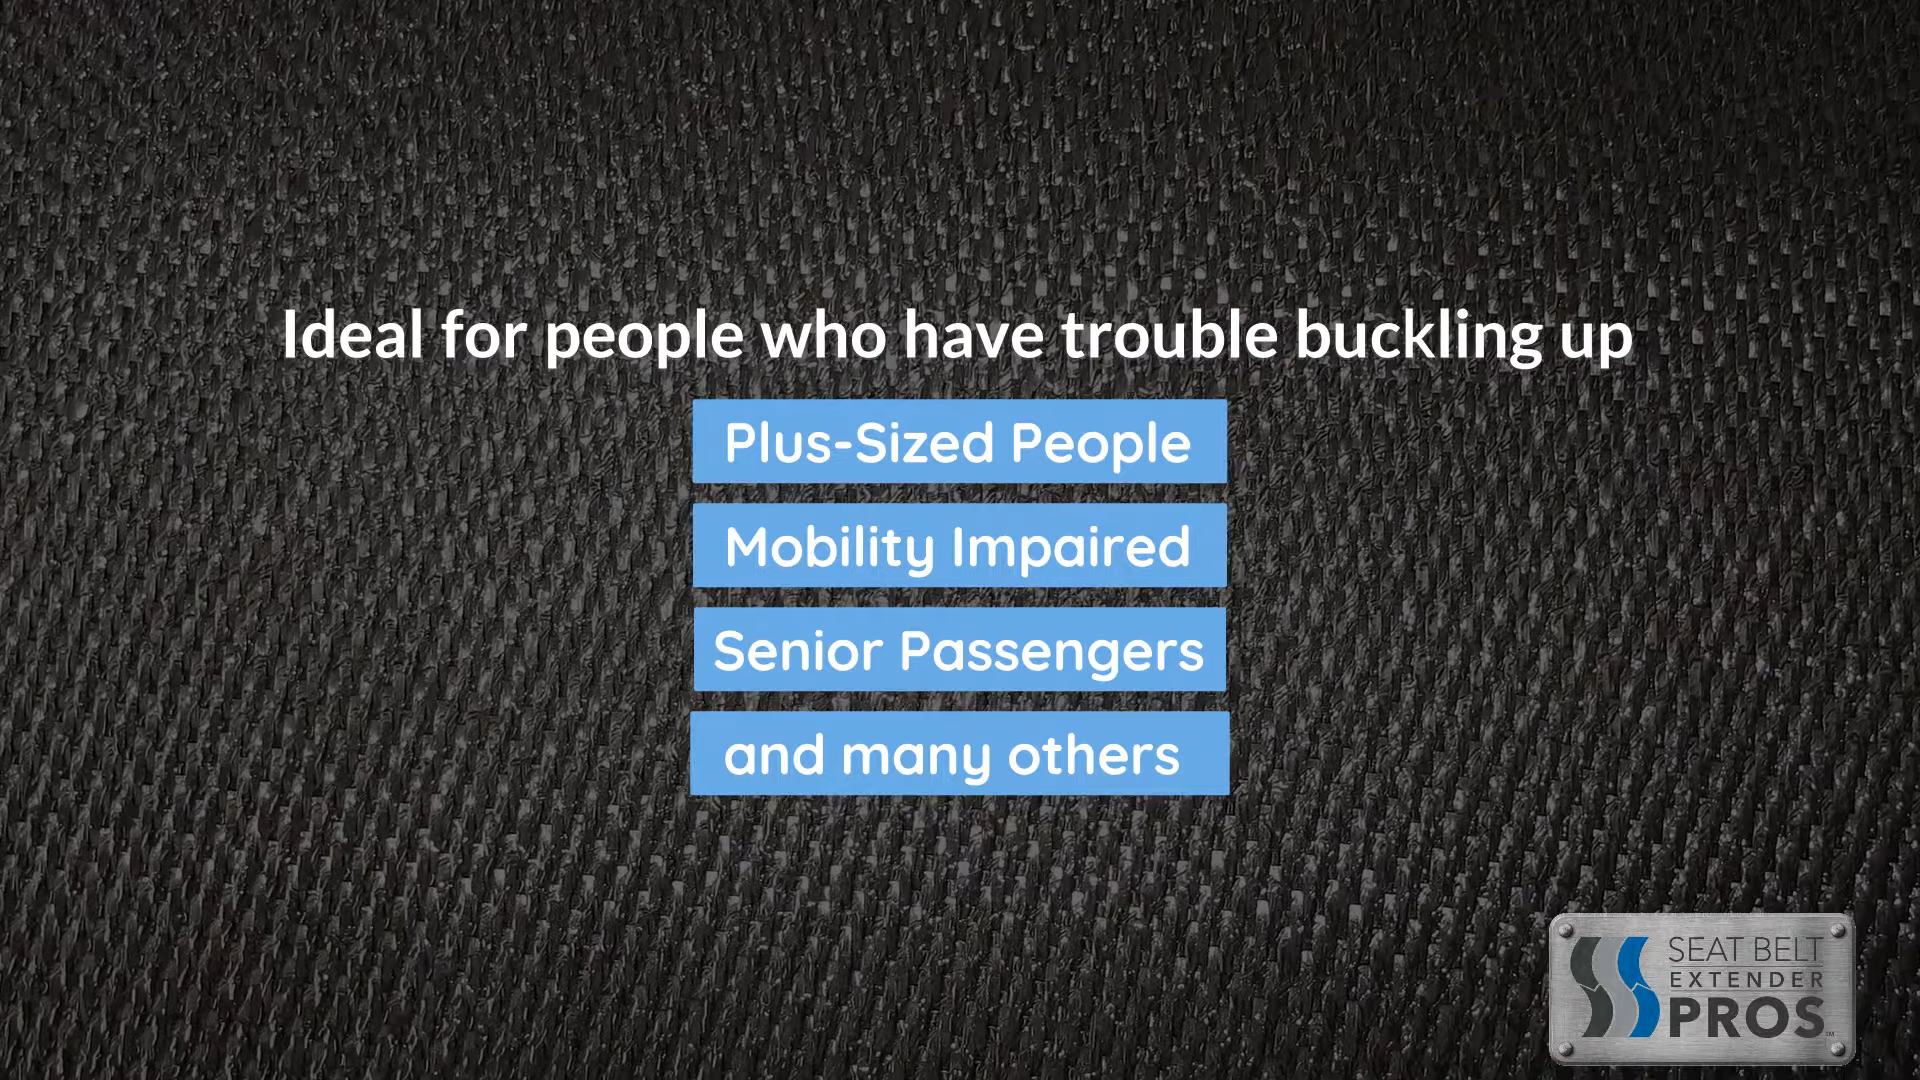 Ideal for people who have trouble buckling up
Plus-Sized People
Mobility Impaired
Senior Passengers
and many others
SEAT BELT
EXTENDER
PROS™